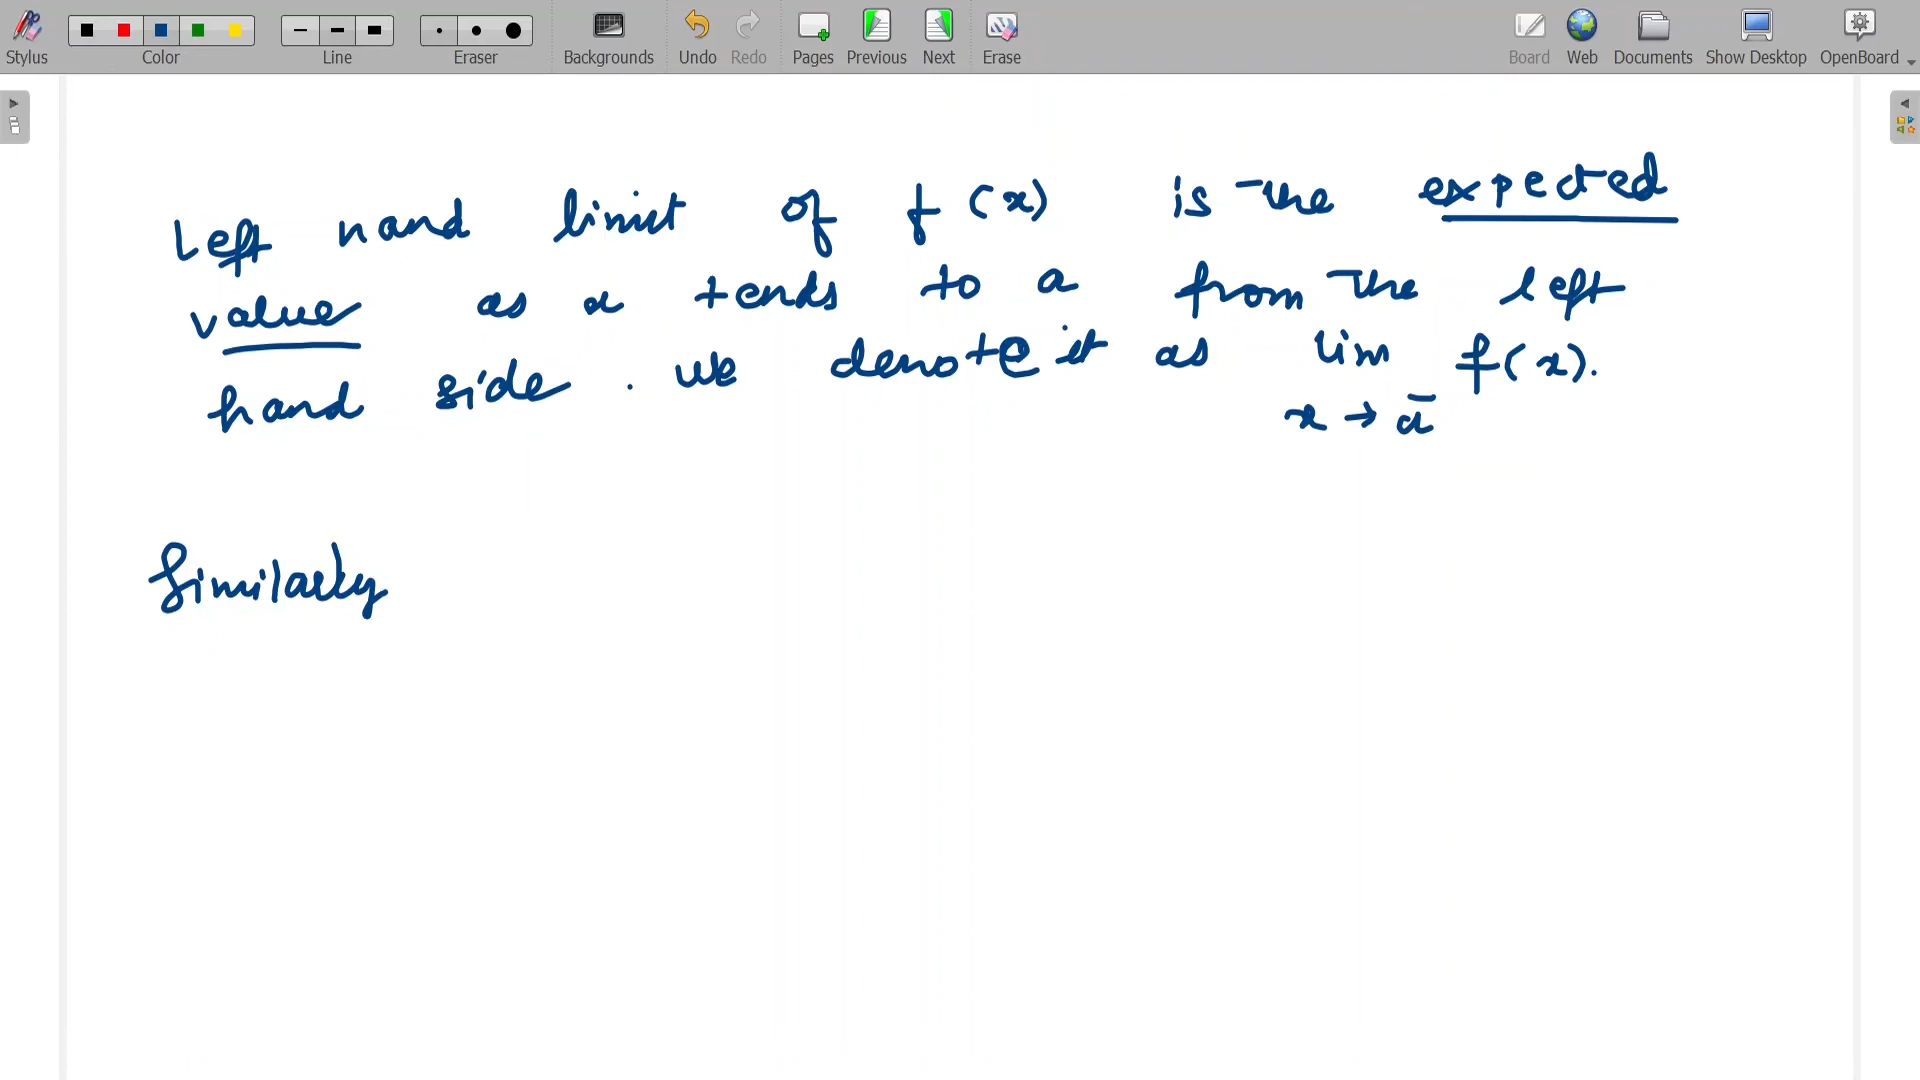 Stylus Color Line Eraser Backgrounds Undo Redo Pages Previous Next Erase Board Web Documents Show Desktop OpenBoard
Left hand limit of f(x) is the expected
value as x tends to a from the left
hand side. We denote it as lim f(x).
x → a⁻
Similarly